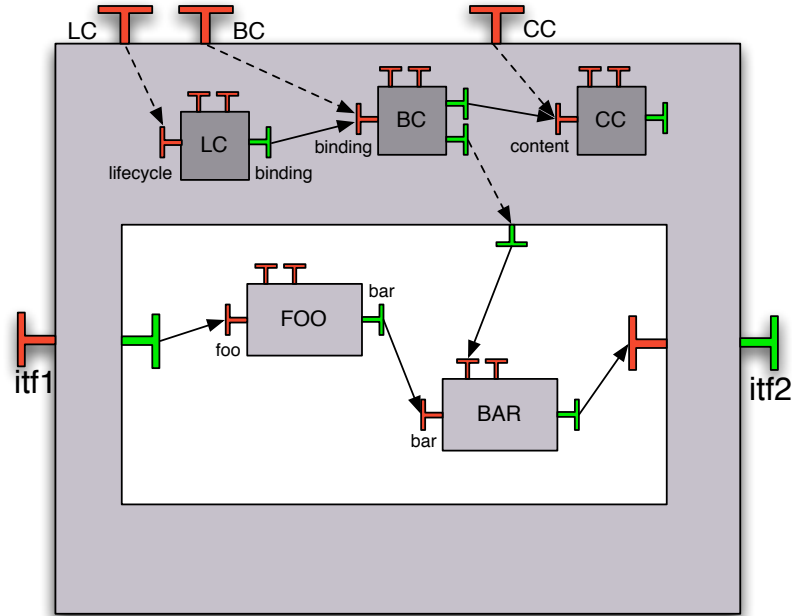 LC
BC
CC
LC
BC
CC
lifecycle
binding
binding
content
FOO
bar
foo
itf1
itf2
BAR
bar